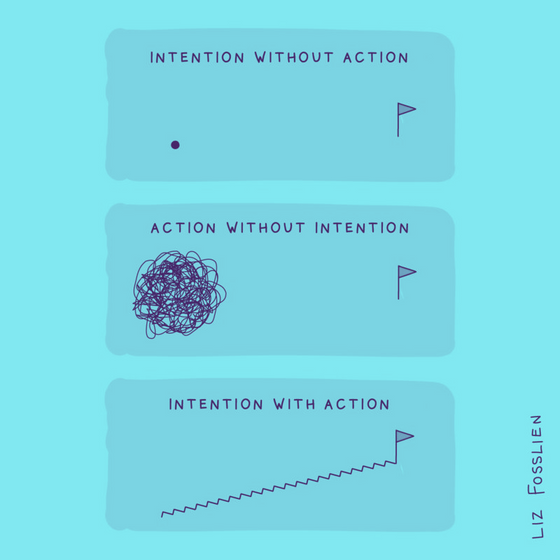 INTENTION WITHOUT ACTION
ACTION WITHOUT INTENTION
INTENTION WITH ACTION
LIZ FOSSLIEN